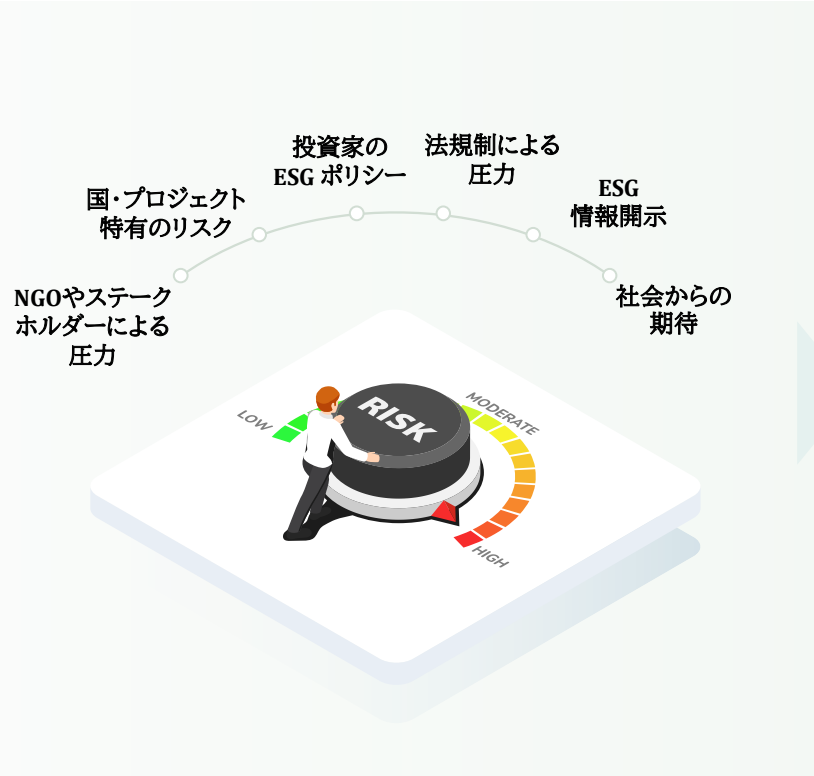 投資家の
ESG ポリシー
法規制による
圧力
国・プロジェクト
特有のリスク
ESG
情報開示
NGOやステーク
ホルダーによる
圧力
社会からの
期待
LOW
RISK
MODERATE
HIGH